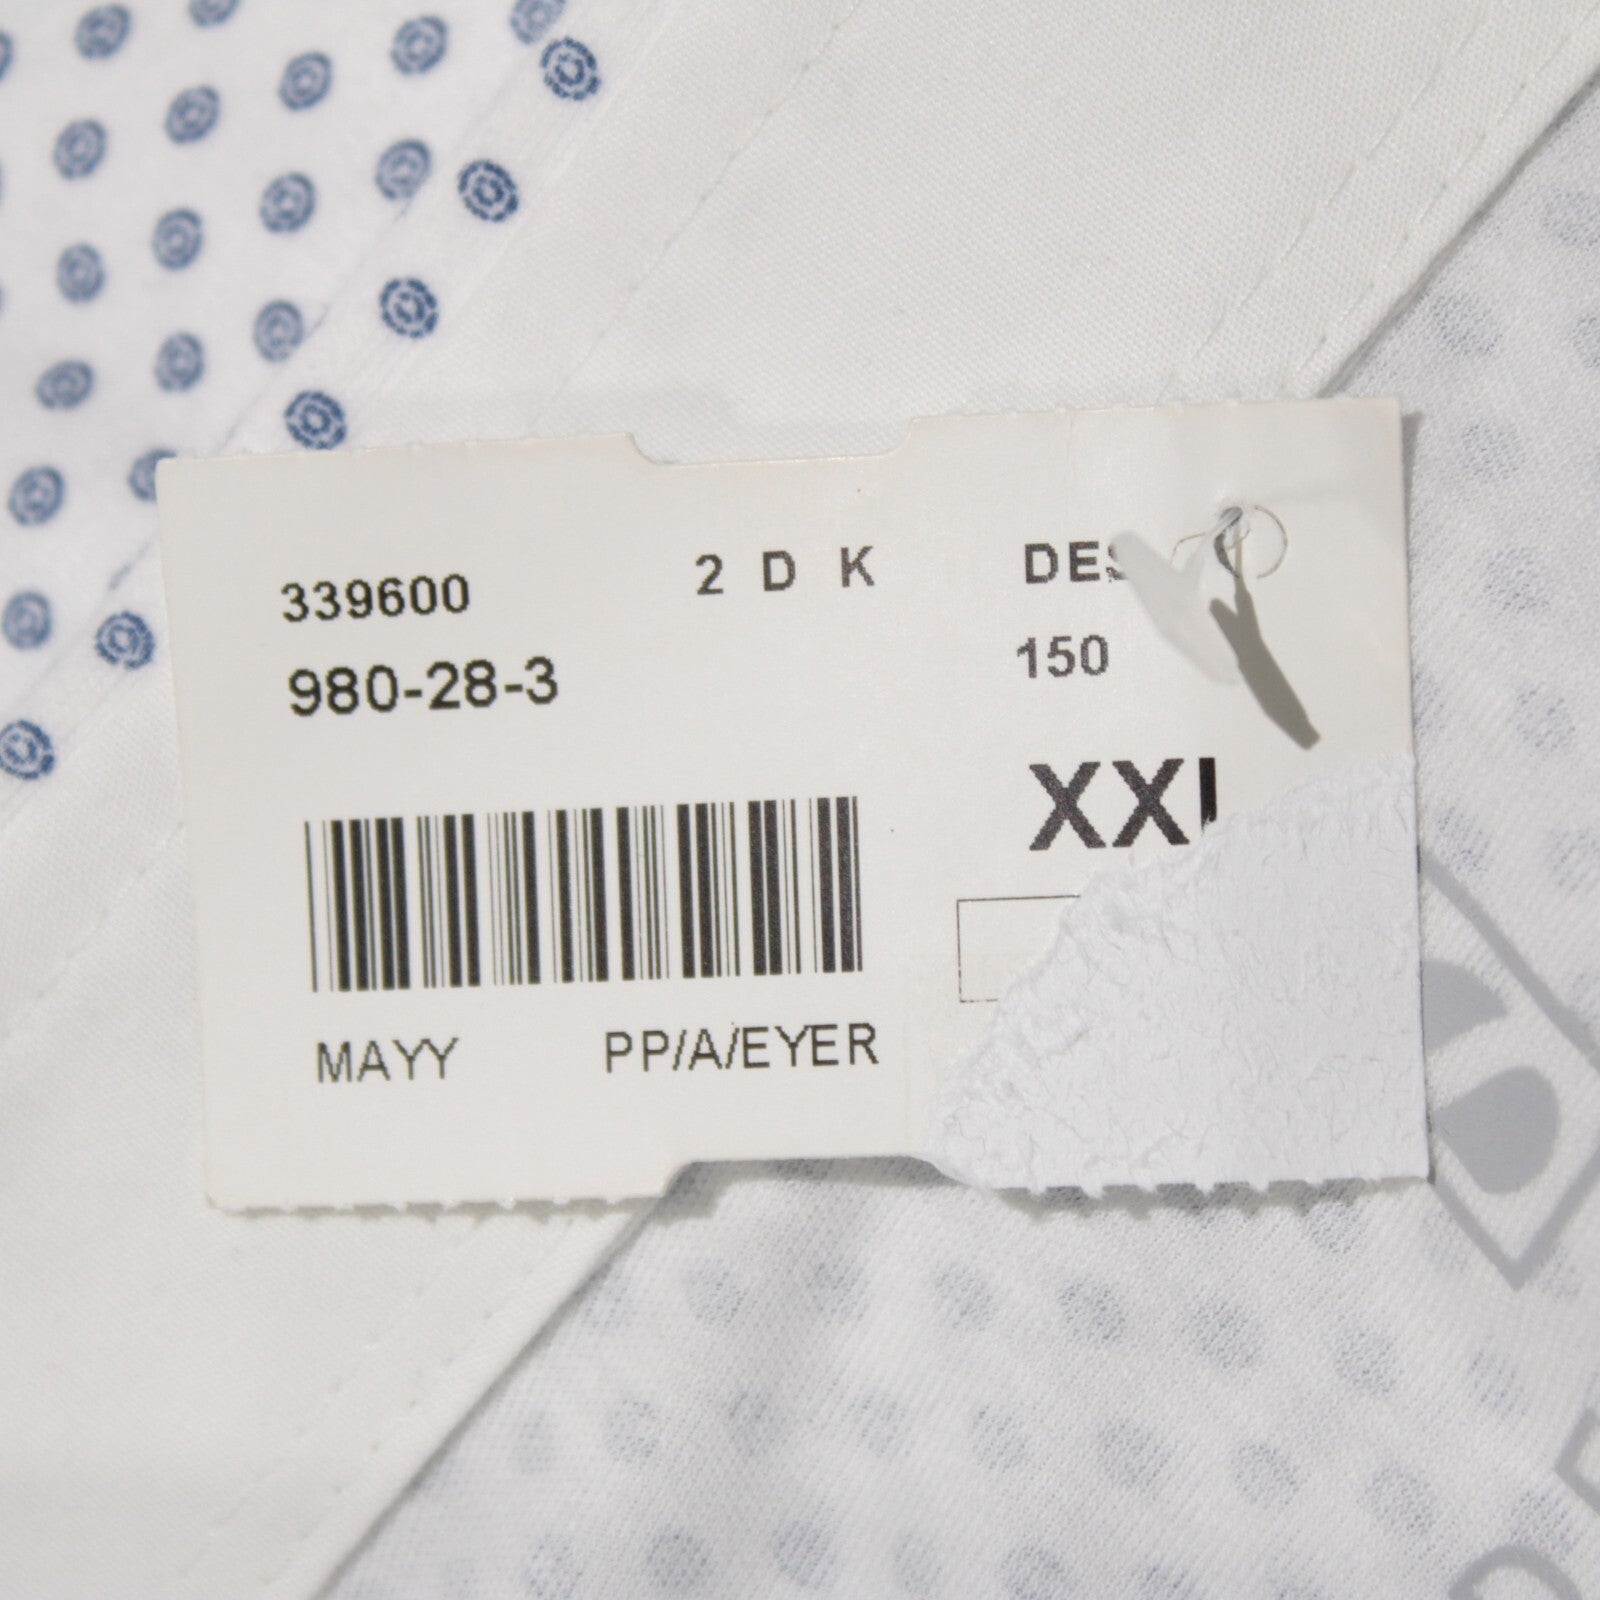 339600 2 D K DES
980-28-3 150
XXL
MAYY PP/A/EYER